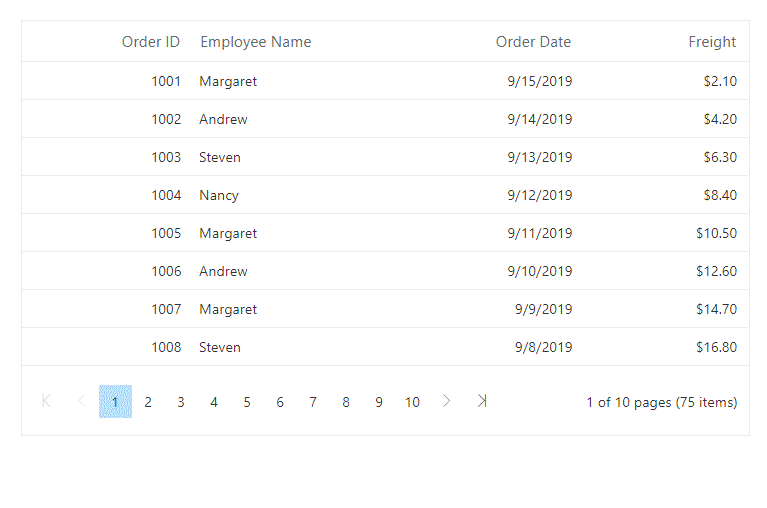 Order ID Employee Name Order Date Freight
1001 Margaret 9/15/2019 $2.10
1002 Andrew 9/14/2019 $4.20
1003 Steven 9/13/2019 $6.30
1004 Nancy 9/12/2019 $8.40
1005 Margaret 9/11/2019 $10.50
1006 Andrew 9/10/2019 $12.60
1007 Margaret 9/9/2019 $14.70
1008 Steven 9/8/2019 $16.80
1 2 3 4 5 6 7 8 9 10 1 of 10 pages (75 items)